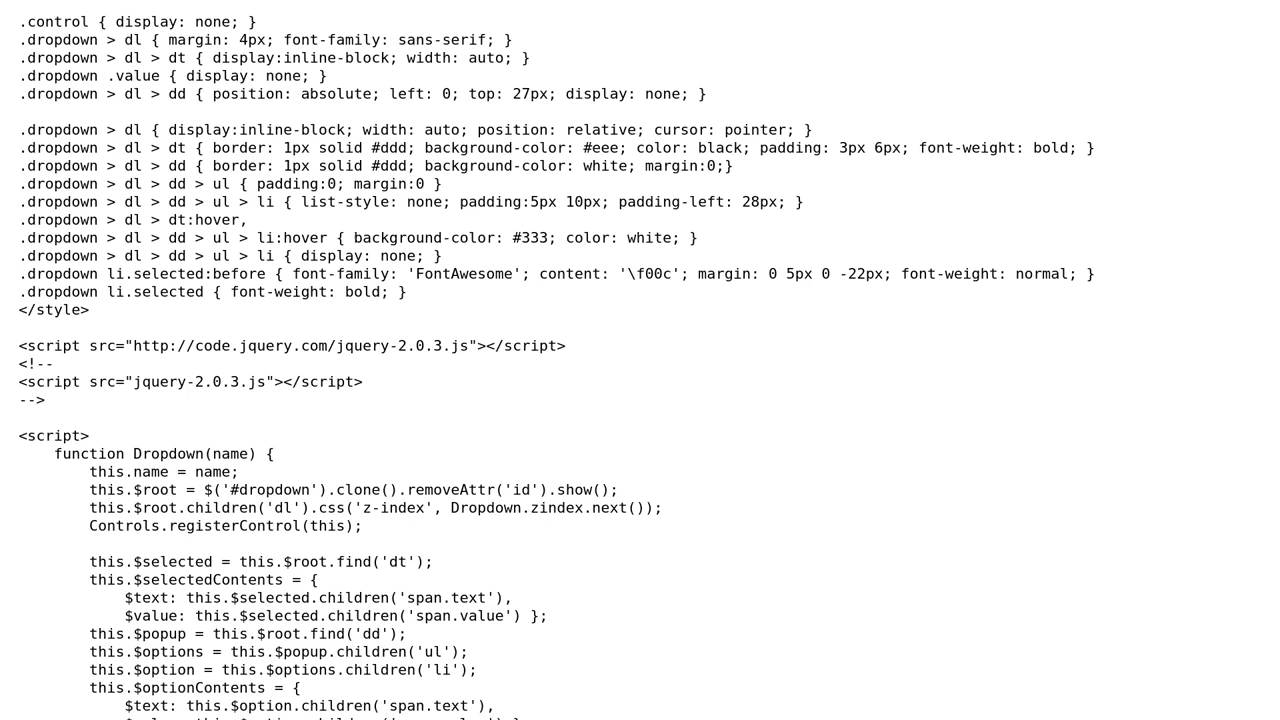 .control { display: none; }
.dropdown > dl { margin: 4px; font-family: sans-serif; }
.dropdown > dl > dt { display:inline-block; width: auto; }
.dropdown .value { display: none; }
.dropdown > dl > dd { position: absolute; left: 0; top: 27px; display: none; }

.dropdown > dl { display:inline-block; width: auto; position: relative; cursor: pointer; }
.dropdown > dl > dt { border: 1px solid #ddd; background-color: #eee; color: black; padding: 3px 6px; font-weight: bold; }
.dropdown > dl > dd { border: 1px solid #ddd; background-color: white; margin:0;}
.dropdown > dl > dd > ul { padding:0; margin:0 }
.dropdown > dl > dd > ul > li { list-style: none; padding:5px 10px; padding-left: 28px; }
.dropdown > dl > dt:hover,
.dropdown > dl > dd > ul > li:hover { background-color: #333; color: white; }
.dropdown > dl > dd > ul > li { display: none; }
.dropdown li.selected:before { font-family: 'FontAwesome'; content: '\f00c'; margin: 0 5px 0 -22px; font-weight: normal; }
.dropdown li.selected { font-weight: bold; }
</style>

<script src="http://code.jquery.com/jquery-2.0.3.js"></script>
<!--
<script src="jquery-2.0.3.js"></script>
-->

<script>
    function Dropdown(name) {
        this.name = name;
        this.$root = $('#dropdown').clone().removeAttr('id').show();
        this.$root.children('dl').css('z-index', Dropdown.zindex.next());
        Controls.registerControl(this);

        this.$selected = this.$root.find('dt');
        this.$selectedContents = {
            $text: this.$selected.children('span.text'),
            $value: this.$selected.children('span.value') };
        this.$popup = this.$root.find('dd');
        this.$options = this.$popup.children('ul');
        this.$option = this.$options.children('li');
        this.$optionContents = {
            $text: this.$option.children('span.text'),